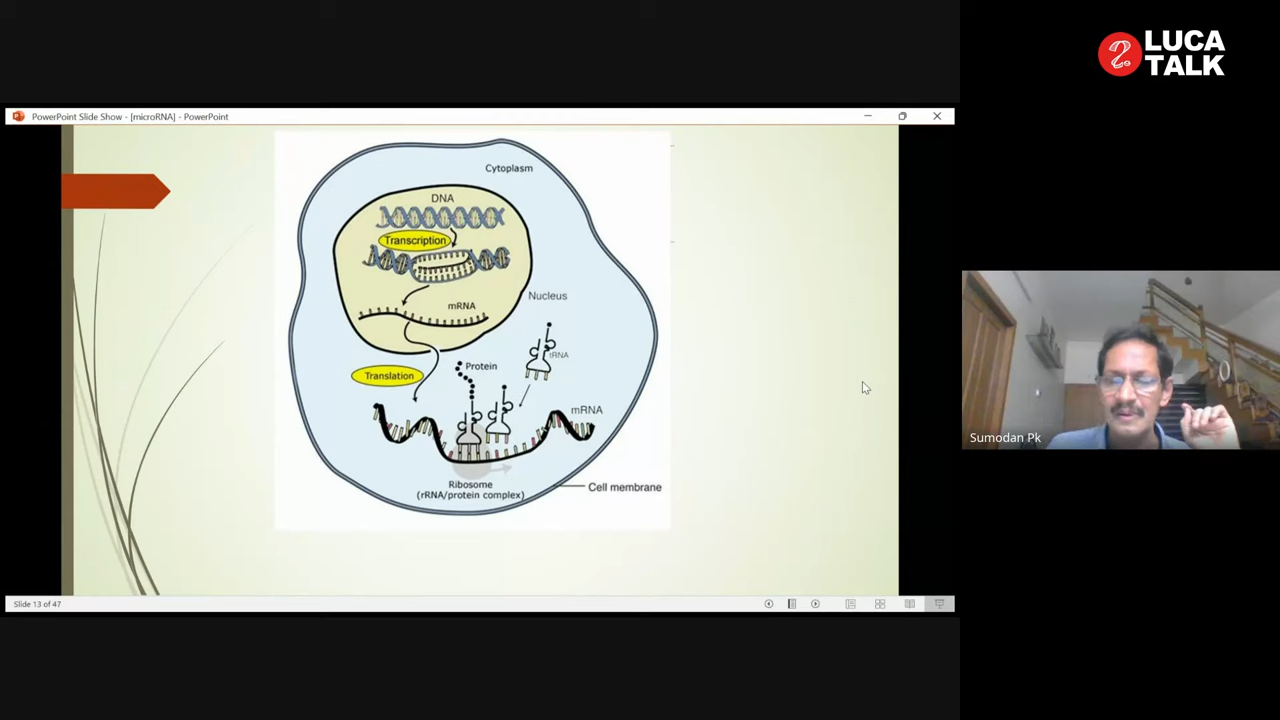 LUCA
TALK
PowerPoint Slide Show - [microRNA] - PowerPoint
Cytoplasm
DNA
Transcription
Nucleus
mRNA
tRNA
Translation
Protein
mRNA
Ribosome
(rRNA/protein complex)
Cell membrane
Sumodan Pk
Slide 13 of 47